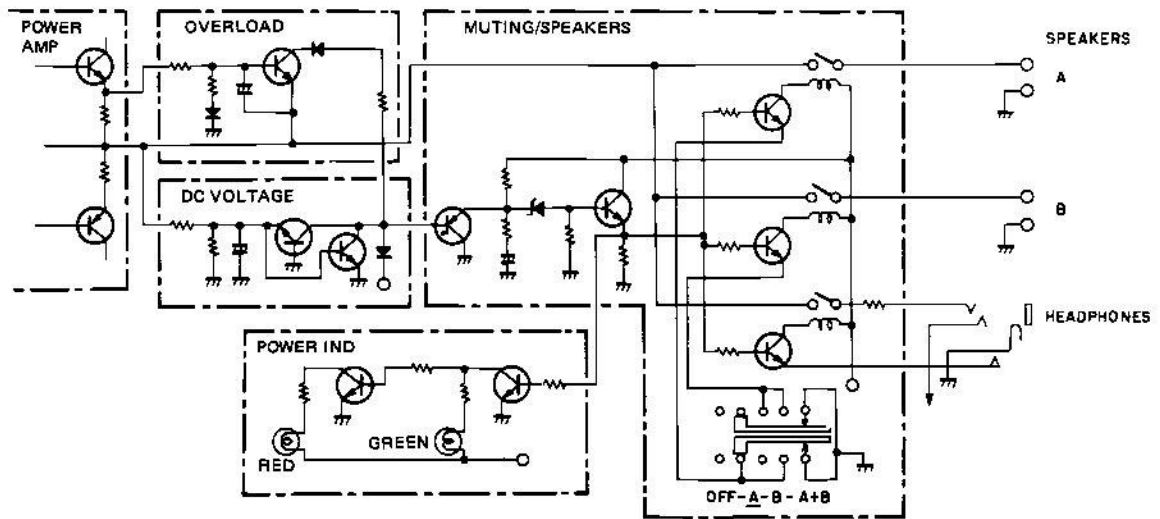 POWER
AMP
OVERLOAD
MUTING/SPEAKERS
SPEAKERS
A
DC VOLTAGE
B
HEADPHONES
POWER IND
GREEN
RED
OFF-A-B-A+B